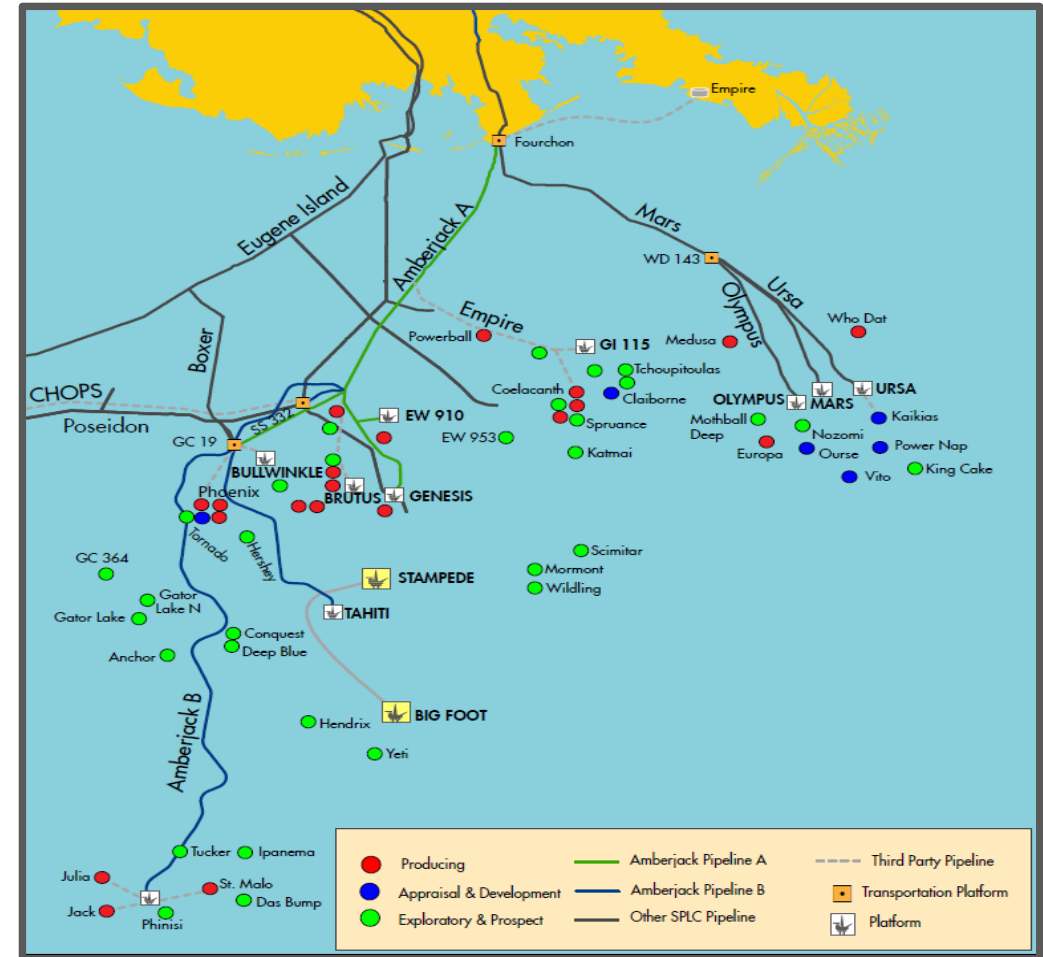 Empire
Fourchon
Eugene Island
Amberjack A
Mars
WD 143
Olympus
Ursa
Who Dat
Boxer
Empire
Powerball
GI 115
Medusa
Tchoupitoulas
Coelacanth
Claiborne
CHOPS
Poseidon
SS 332
EW 910
Spruance
OLYMPUS
MARS
URSA
Mothball
Deep
Kaikias
GC 19
EW 953
Nozomi
Europa
Ourse
Power Nap
Katmai
BULLWINKLE
King Cake
Vito
Phoenix
BRUTUS
GENESIS
Tornado
Hershey
GC 364
Scimitar
STAMPEDE
Mormont
Wildling
Gator
Lake N
Gator Lake
TAHITI
Conquest
Deep Blue
Anchor
Amberjack B
BIG FOOT
Hendrix
Yeti
Tucker
Ipanema
Julia
St. Malo
Das Bump
Jack
Phinisi
Producing
Appraisal & Development
Exploratory & Prospect
Amberjack Pipeline A
Amberjack Pipeline B
Other SPLC Pipeline
Third Party Pipeline
Transportation Platform
Platform